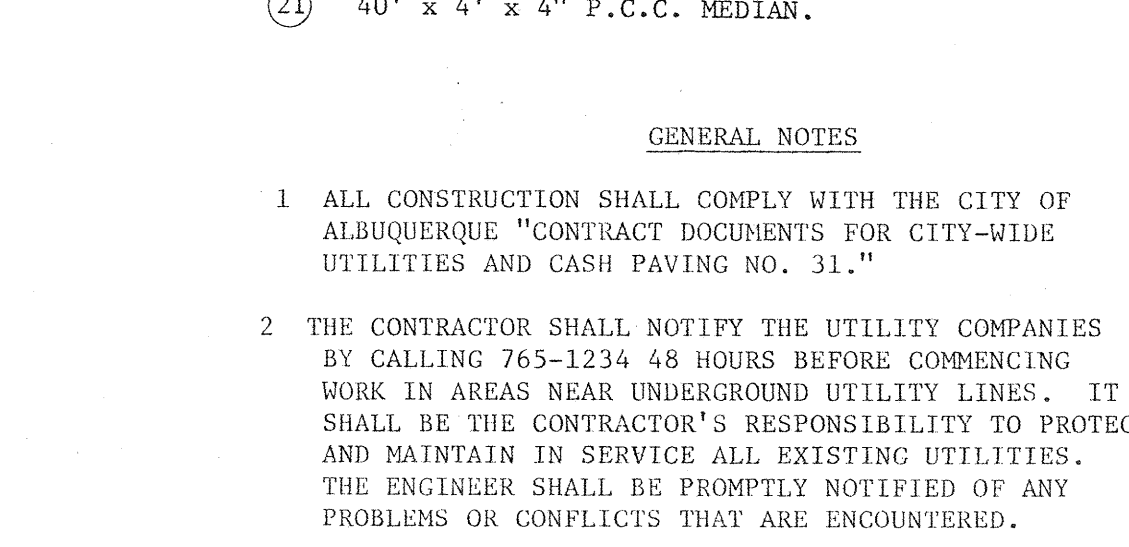 (21) 40' x 4' x 4" P.C.C. MEDIAN.
GENERAL NOTES
1 ALL CONSTRUCTION SHALL COMPLY WITH THE CITY OF
ALBUQUERQUE "CONTRACT DOCUMENTS FOR CITY-WIDE
UTILITIES AND CASH PAVING NO. 31."
2 THE CONTRACTOR SHALL NOTIFY THE UTILITY COMPANIES
BY CALLING 765-1234 48 HOURS BEFORE COMMENCING
WORK IN AREAS NEAR UNDERGROUND UTILITY LINES. IT
SHALL BE THE CONTRACTOR'S RESPONSIBILITY TO PROTEC
AND MAINTAIN IN SERVICE ALL EXISTING UTILITIES.
THE ENGINEER SHALL BE PROMPTLY NOTIFIED OF ANY
PROBLEMS OR CONFLICTS THAT ARE ENCOUNTERED.